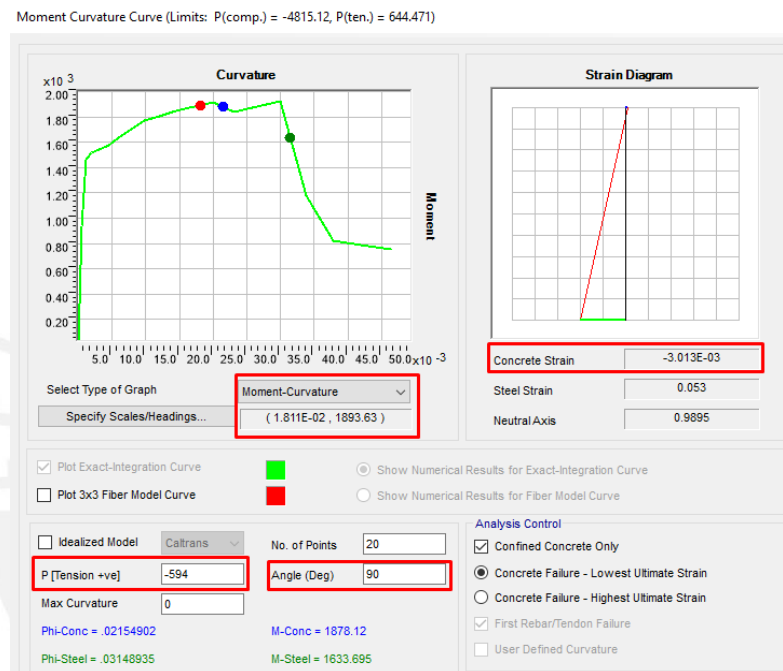 Moment Curvature Curve (Limits: P(comp.) = -4815.12, P(ten.) = 644.471)
Curvature
x10 3
2.00
1.80
1.60
1.40
1.20
1.00
0.80
0.60
0.40
0.20
Moment
5.0 10.0 15.0 20.0 25.0 30.0 35.0 40.0 45.0 50.0 x10 -3
Select Type of Graph
Moment-Curvature
Specify Scales/Headings...
( 1.811E-02 , 1893.63 )
Strain Diagram
Concrete Strain -3.013E-03
Steel Strain 0.053
Neutral Axis 0.9895
Plot Exact-Integration Curve
Show Numerical Results for Exact-Integration Curve
Plot 3x3 Fiber Model Curve
Show Numerical Results for Fiber Model Curve
Idealized Model Caltrans
No. of Points 20
P [Tension +ve] -594
Angle (Deg) 90
Max Curvature 0
Phi-Conc = .02154902 M-Conc = 1878.12
Phi-Steel = .03148935 M-Steel = 1633.695
Analysis Control
Confined Concrete Only
Concrete Failure - Lowest Ultimate Strain
Concrete Failure - Highest Ultimate Strain
First Rebar/Tendon Failure
User Defined Curvature